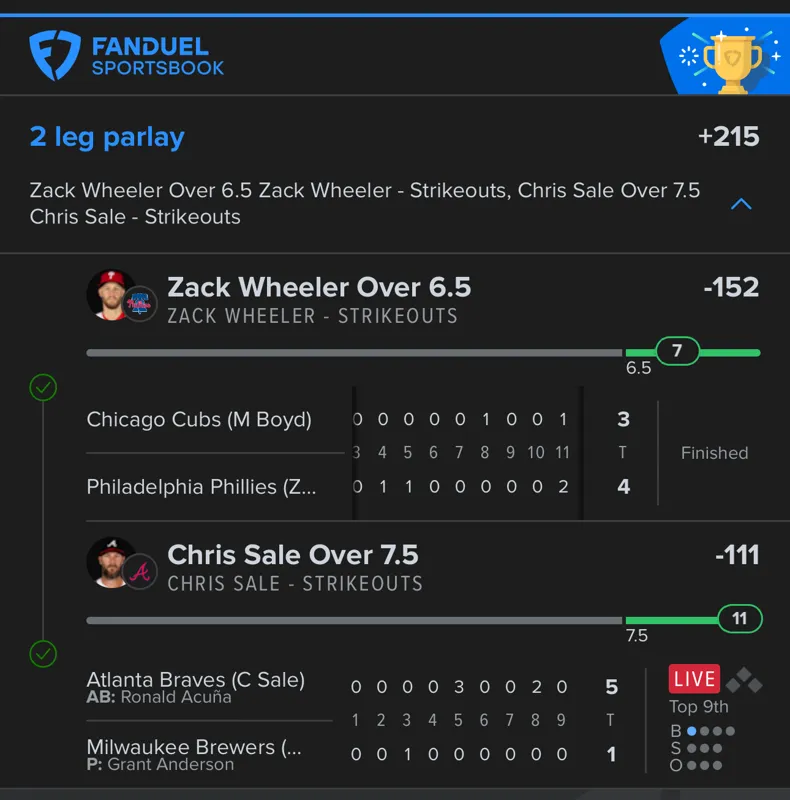 FANDUEL
SPORTSBOOK
2 leg parlay +215
Zack Wheeler Over 6.5 Zack Wheeler - Strikeouts, Chris Sale Over 7.5
Chris Sale - Strikeouts
Zack Wheeler Over 6.5 -152
ZACK WHEELER - STRIKEOUTS
7
6.5
Chicago Cubs (M Boyd) 0 0 0 0 0 1 0 0 1 3
3 4 5 6 7 8 9 10 11 T Finished
Philadelphia Phillies (Z... 0 1 1 0 0 0 0 0 2 4
Chris Sale Over 7.5 -111
CHRIS SALE - STRIKEOUTS
11
7.5
Atlanta Braves (C Sale) 0 0 0 0 3 0 0 2 0 5 LIVE
AB: Ronald Acuña
1 2 3 4 5 6 7 8 9 T Top 9th
B
Milwaukee Brewers (... 0 0 1 0 0 0 0 0 0 1 S
P: Grant Anderson O